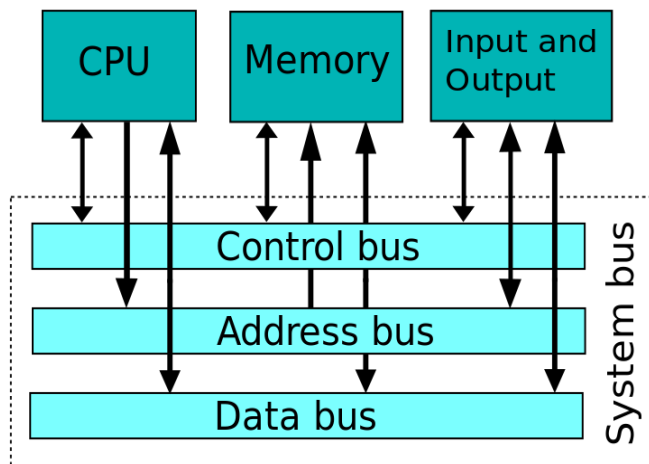 CPU
Memory
Input and
Output
Control bus
Address bus
Data bus
System bus